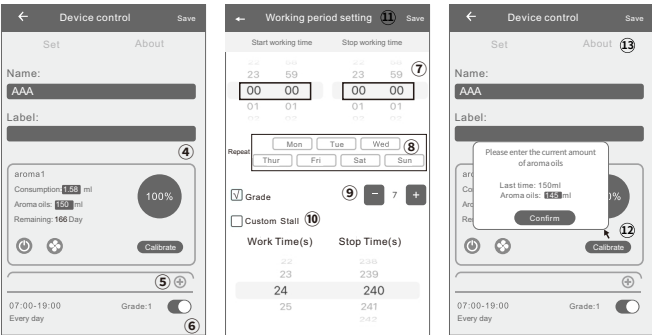 Device control
Save
Set
About
Name:
AAA
Label:
④
aroma1
Consumption: 1.58 ml
Aroma oils: 150 ml
Remaining: 166 Day
100%
Calibrate
⑤
07:00-19:00
Grade:1
Every day
⑥
Working period setting
⑪
Save
Start working time
Stop working time
⑦
23 59
23 59
00 00
00 00
01 01
01 01
Repeat
Mon
Tue
Wed
⑧
Thur
Fri
Sat
Sun
Grade
⑨
− 7 +
Custom Stall ⑩
Work Time(s)
Stop Time(s)
22 238
23 239
24 240
25 241
242
Device control
Save
Set
About
⑬
Name:
AAA
Label:
Please enter the current amount
of aroma oils
Last time: 150ml
Aroma oils: 145 ml
Confirm
⑫
Calibrate
07:00-19:00
Grade:1
Every day